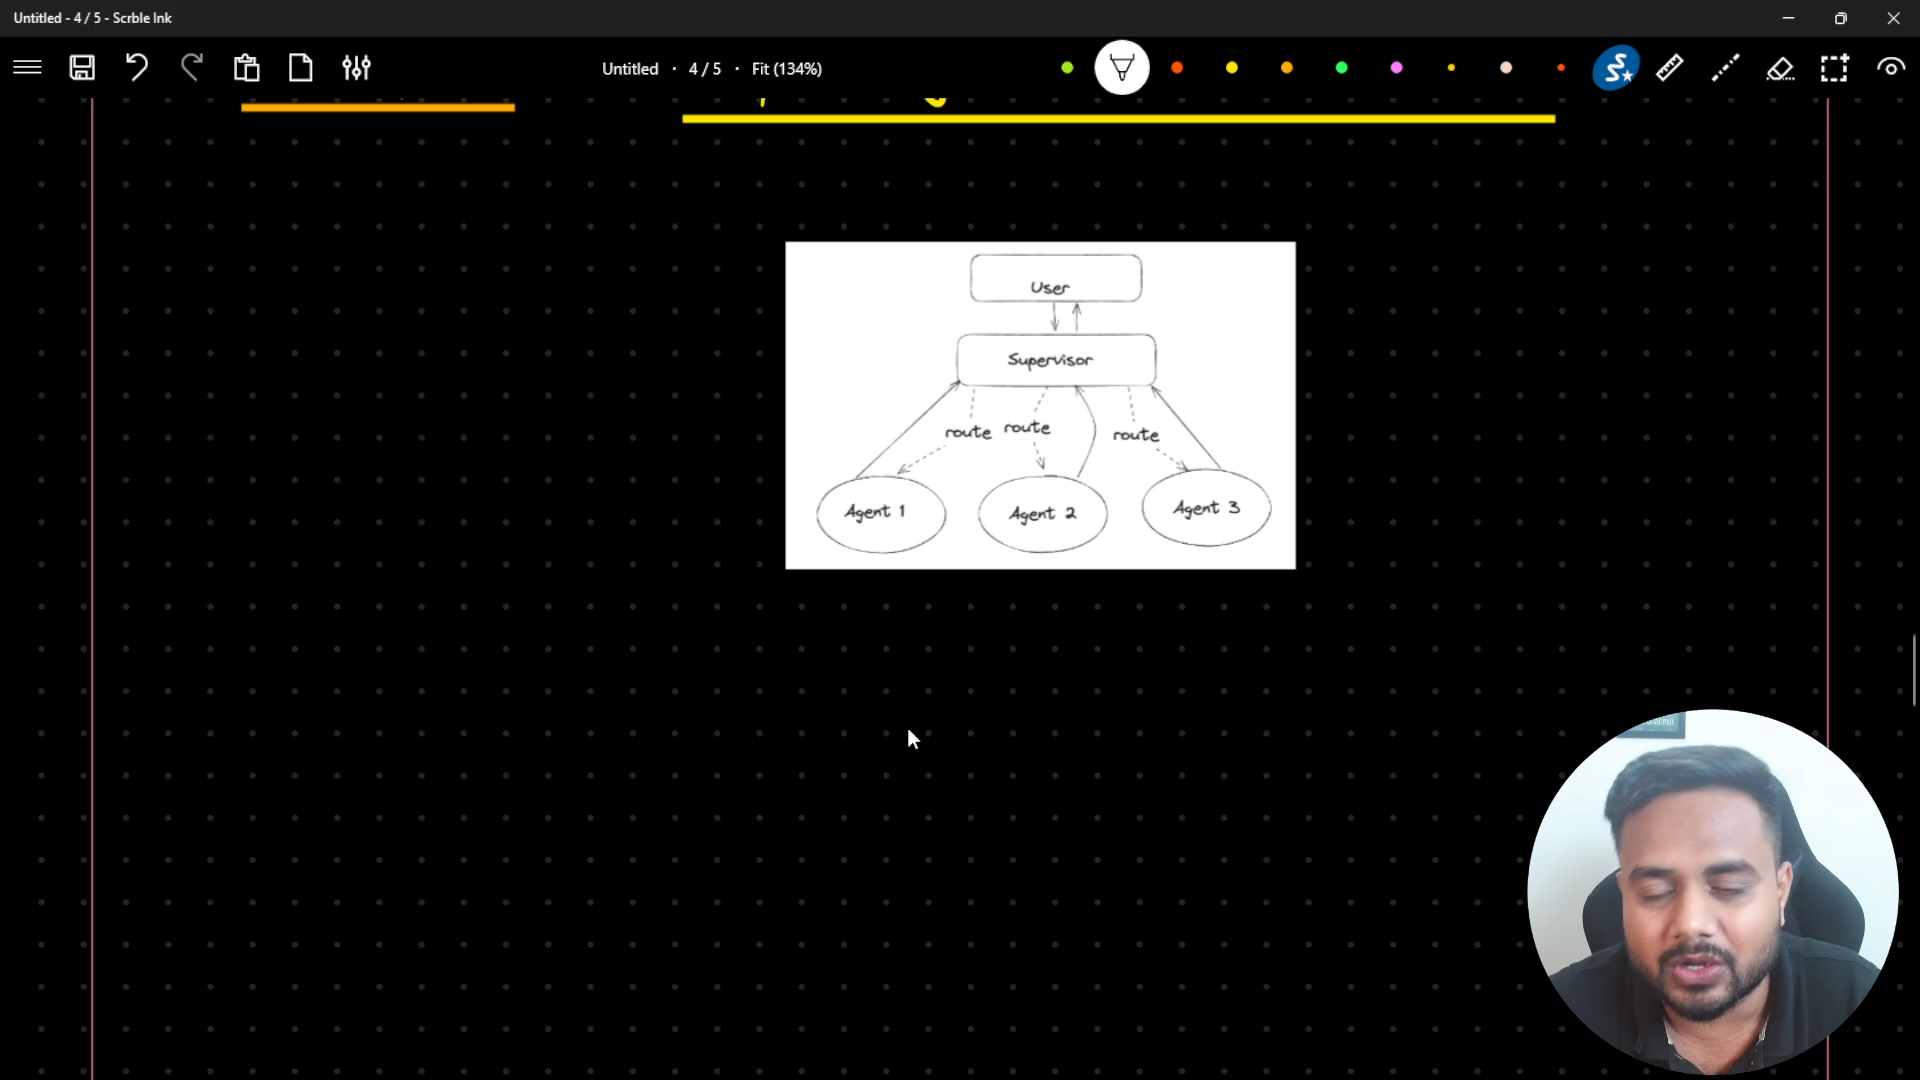 Untitled - 4 / 5 - Scrble Ink
Untitled · 4 / 5 · Fit (134%)
User
Supervisor
route route route
Agent 1 Agent 2 Agent 3